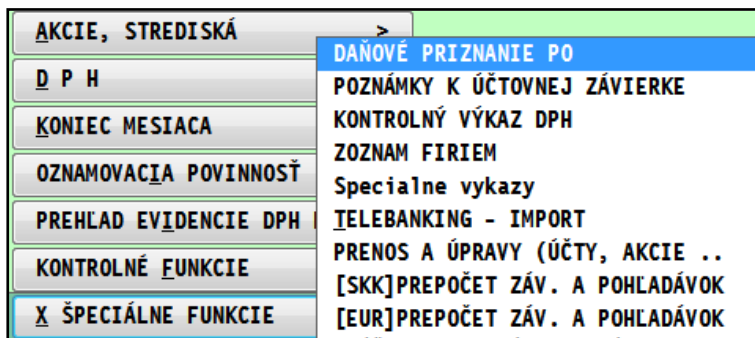 AKCIE, STREDISKÁ >
D P H
KONIEC MESIACA
OZNAMOVACIA POVINNOSŤ
PREHĽAD EVIDENCIE DPH
KONTROLNÉ FUNKCIE
X ŠPECIÁLNE FUNKCIE
DAŇOVÉ PRIZNANIE PO
POZNÁMKY K ÚČTOVNEJ ZÁVIERKE
KONTROLNÝ VÝKAZ DPH
ZOZNAM FIRIEM
Specialne vykazy
TELEBANKING - IMPORT
PRENOS A ÚPRAVY (ÚČTY, AKCIE ..
[SKK]PREPOČET ZÁV. A POHĽADÁVOK
[EUR]PREPOČET ZÁV. A POHĽADÁVOK